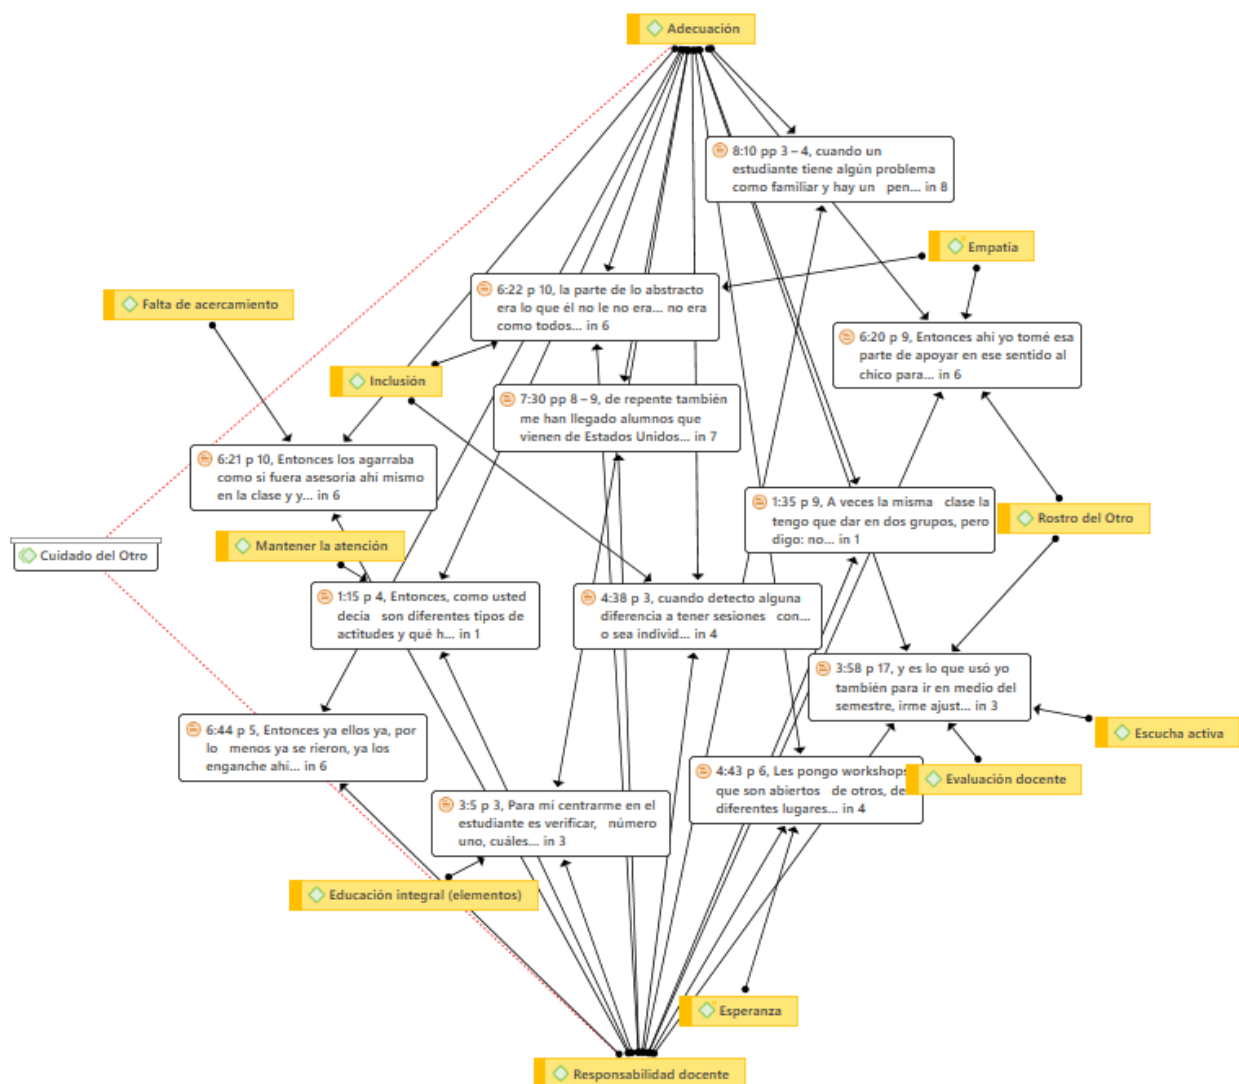 Adecuación
8:10 pp 3 – 4, cuando un
estudiante tiene algún problema
como familiar y hay un pen... in 8
Empatía
6:22 p 10, la parte de lo abstracto
era lo que él no le no era... no era
como todos... in 6
Falta de acercamiento
6:20 p 9, Entonces ahí yo tomé esa
parte de apoyar en ese sentido al
chico para... in 6
Inclusión
7:30 pp 8 – 9, de repente también
me han llegado alumnos que
vienen de Estados Unidos... in 7
6:21 p 10, Entonces los agarraba
como si fuera asesoría ahí mismo
en la clase y y... in 6
1:35 p 9, A veces la misma clase la
tengo que dar en dos grupos, pero
digo: no... in 1
Rostro del Otro
Mantener la atención
Cuidado del Otro
1:15 p 4, Entonces, como usted
decía son diferentes tipos de
actitudes y qué h... in 1
4:38 p 3, cuando detecto alguna
diferencia a tener sesiones con...
o sea individ... in 4
3:58 p 17, y es lo que usó yo
también para ir en medio del
semestre, irme ajust... in 3
6:44 p 5, Entonces ya ellos ya, por
lo menos ya se rieron, ya los
enganche ahí... in 6
Escucha activa
4:43 p 6, Les pongo workshops
que son abiertos de otros, de
diferentes lugares... in 4
Evaluación docente
3:5 p 3, Para mí centrarme en el
estudiante es verificar, número
uno, cuáles... in 3
Educación integral (elementos)
Esperanza
Responsabilidad docente